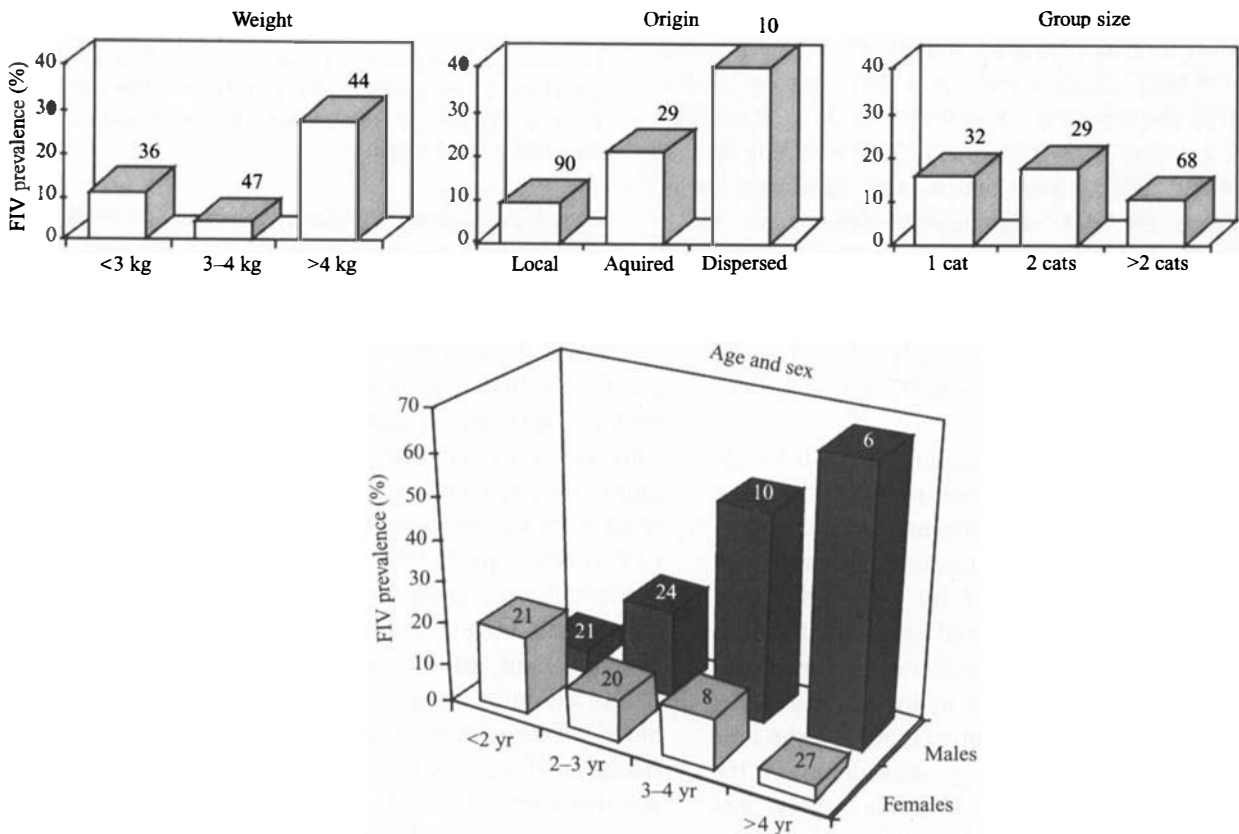 Weight
FIV prevalence (%)
40
30
20
10
0
36
47
44
<3 kg
3–4 kg
>4 kg
Origin
40
30
20
10
0
90
29
10
Local
Aquired
Dispersed
Group size
40
30
20
10
0
32
29
68
1 cat
2 cats
>2 cats
Age and sex
FIV prevalence (%)
70
60
50
40
30
20
10
0
21
20
8
27
21
24
10
6
<2 yr
2–3 yr
3–4 yr
>4 yr
Males
Females